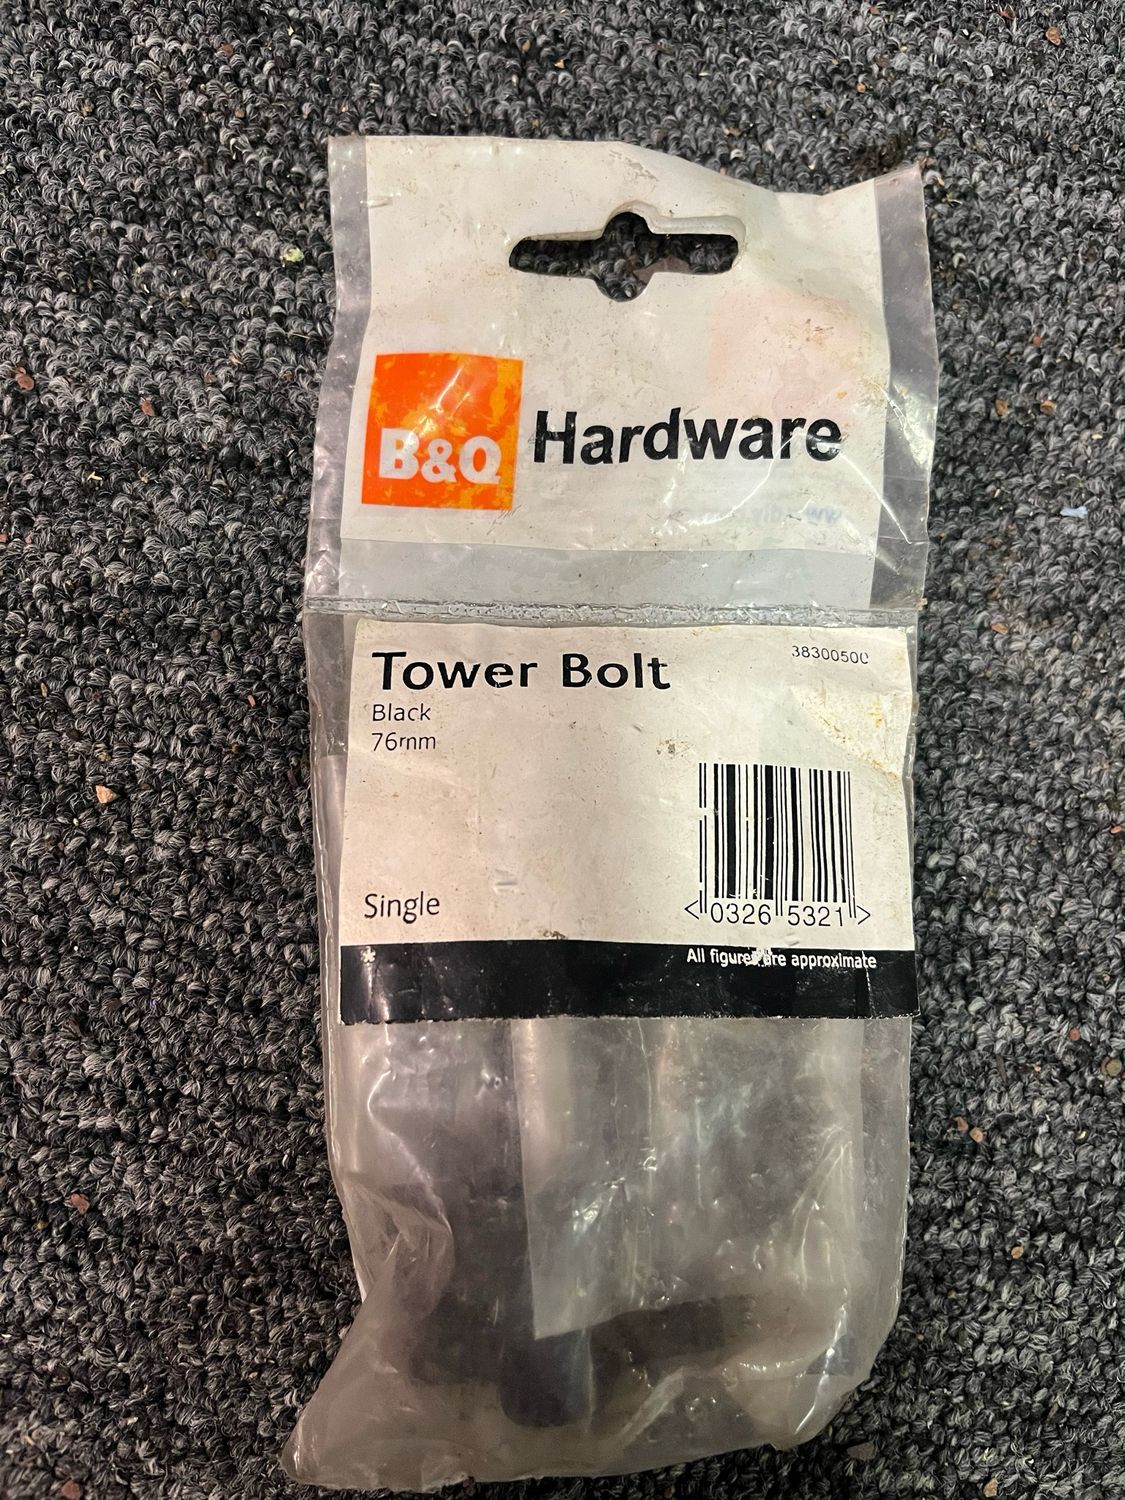 B&Q Hardware
Tower Bolt
38300500
Black
76mm
Single
<0326 5321>
* All figures are approximate